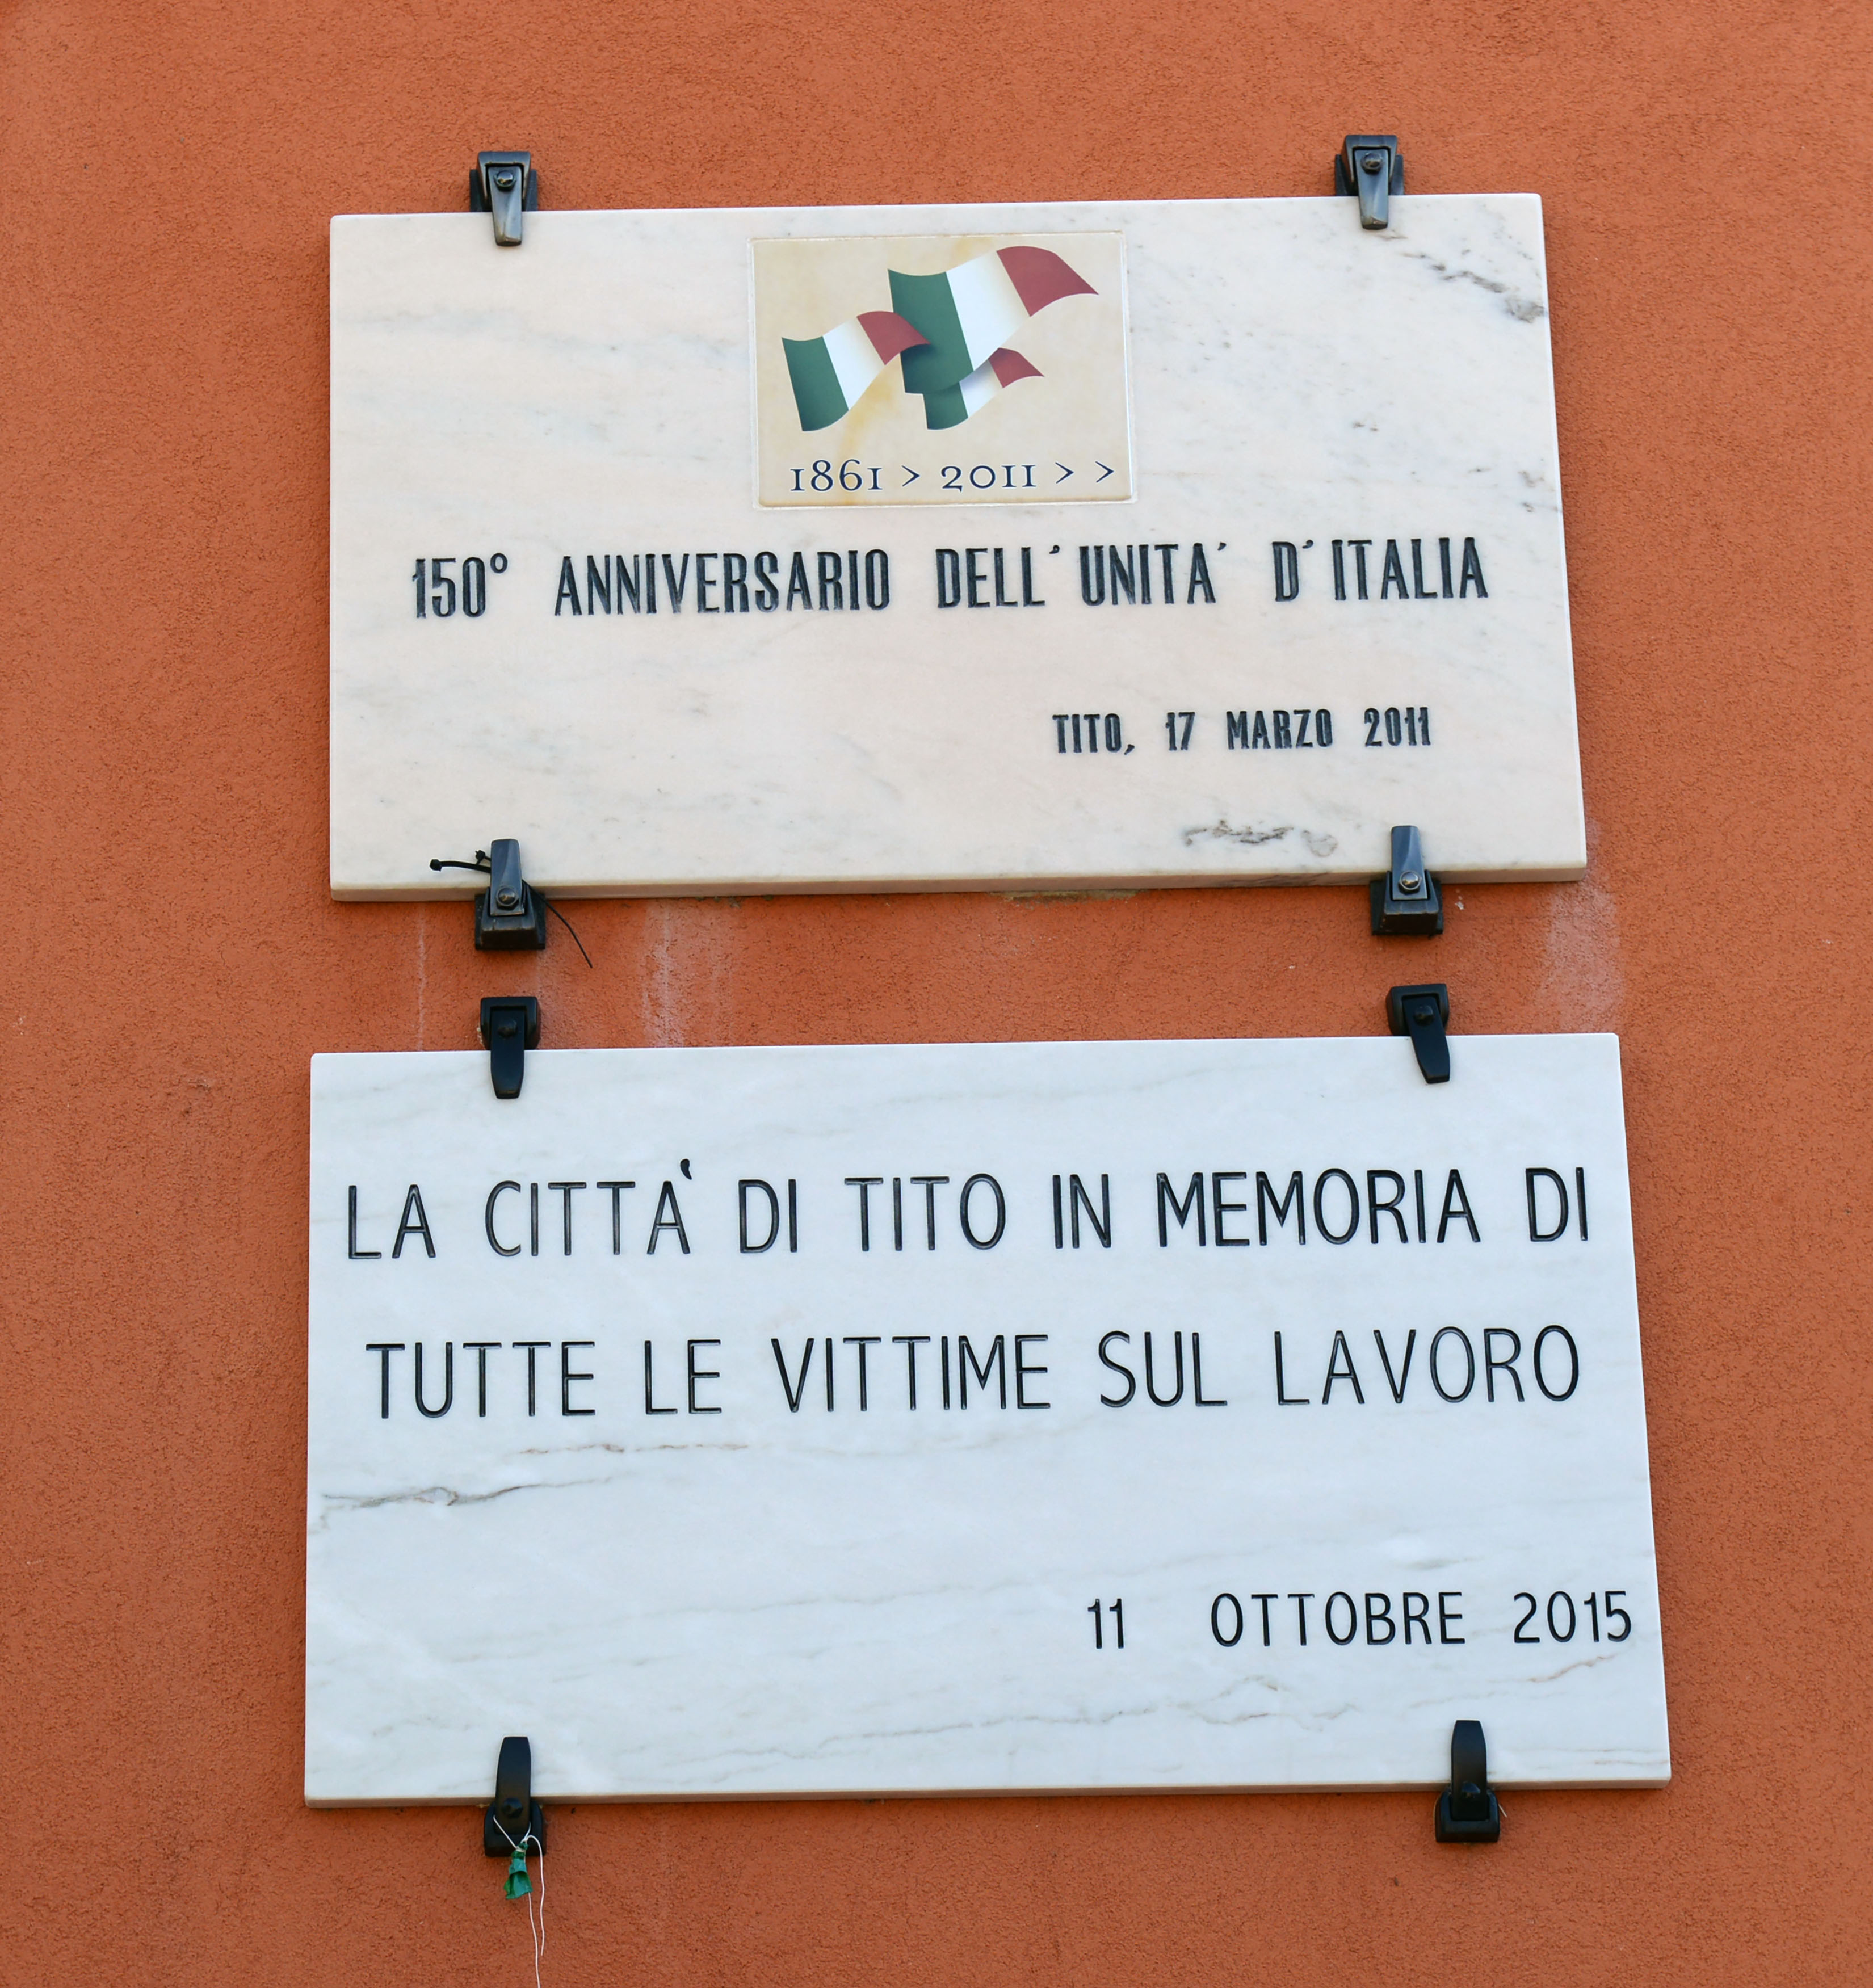 1861 > 2011 > >
150° ANNIVERSARIO DELL'UNITA' D'ITALIA
TITO, 17 MARZO 2011
LA CITTA' DI TITO IN MEMORIA DI
TUTTE LE VITTIME SUL LAVORO
11 OTTOBRE 2015